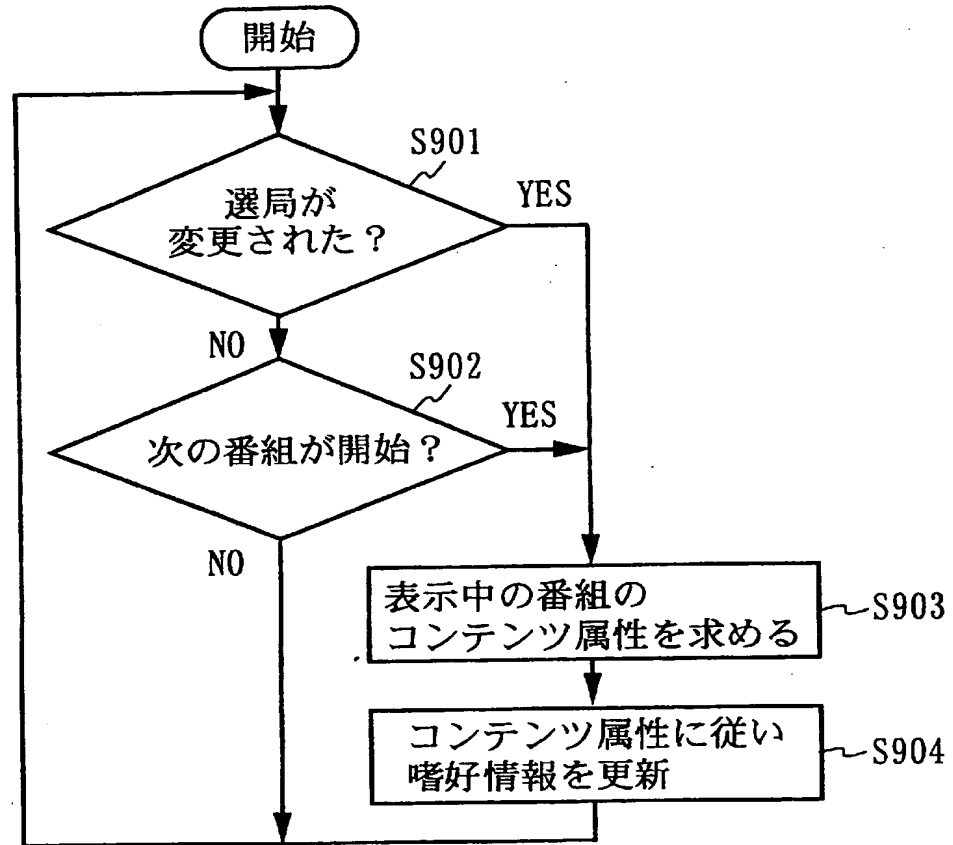 開始
S901
選局が
変更された？
YES
NO
S902
次の番組が開始？
YES
NO
表示中の番組の
コンテンツ属性を求める
S903
コンテンツ属性に従い
嗜好情報を更新
S904